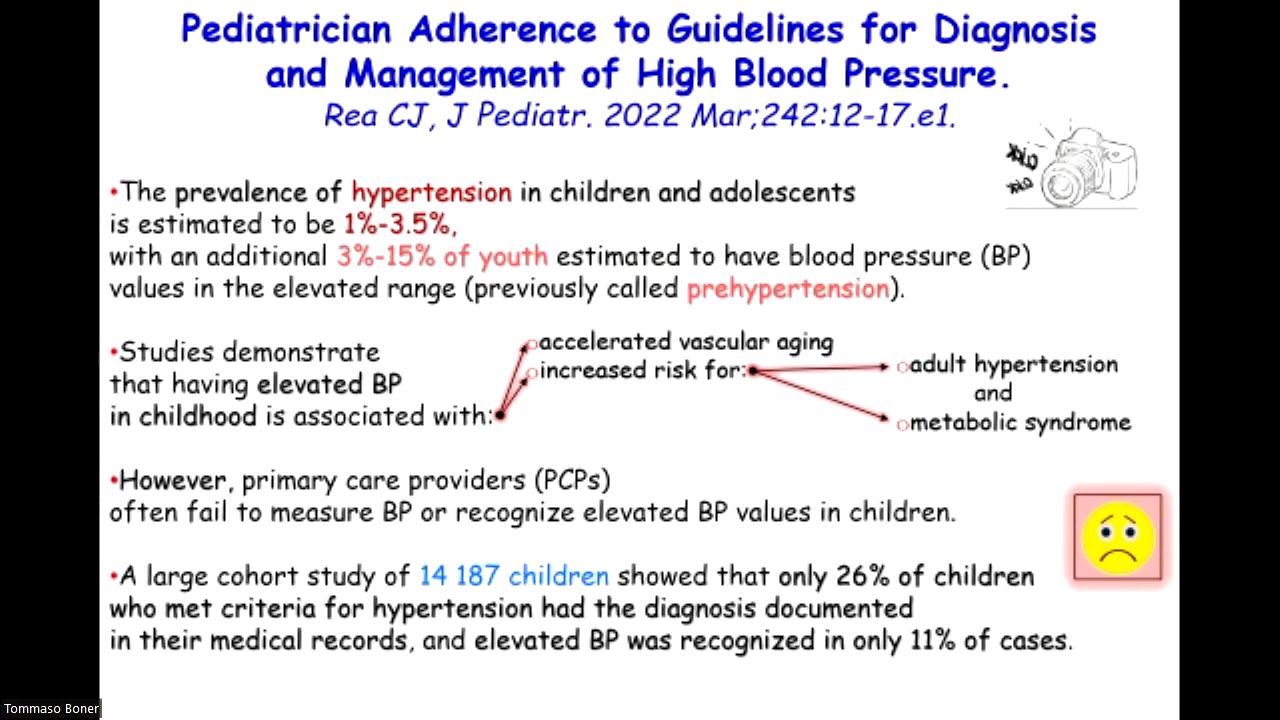 Pediatrician Adherence to Guidelines for Diagnosis
and Management of High Blood Pressure.
Rea CJ, J Pediatr. 2022 Mar;242:12-17.e1.
•The prevalence of hypertension in children and adolescents
is estimated to be 1%-3.5%,
with an additional 3%-15% of youth estimated to have blood pressure (BP)
values in the elevated range (previously called prehypertension).
•Studies demonstrate
that having elevated BP
in childhood is associated with:
○accelerated vascular aging
○increased risk for:
○adult hypertension
and
○metabolic syndrome
•However, primary care providers (PCPs)
often fail to measure BP or recognize elevated BP values in children.
•A large cohort study of 14 187 children showed that only 26% of children
who met criteria for hypertension had the diagnosis documented
in their medical records, and elevated BP was recognized in only 11% of cases.
Tommaso Boner